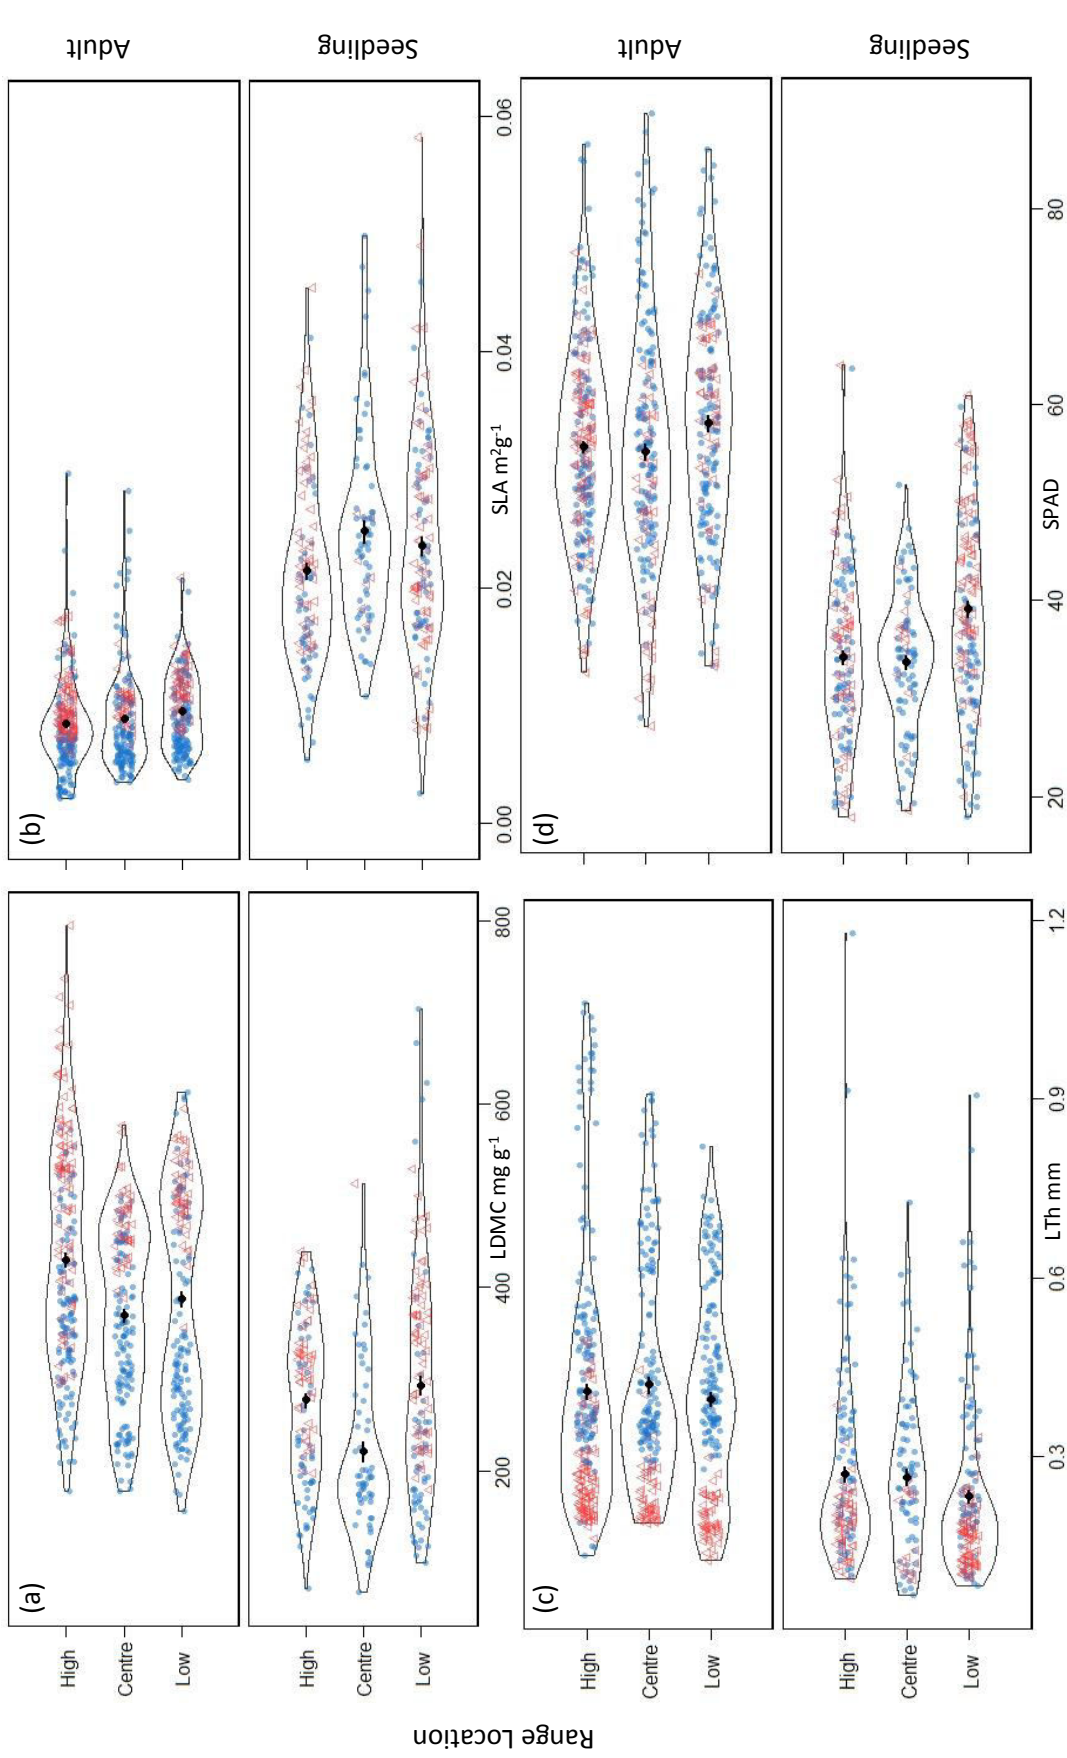 (a)
High
Centre
Low
High
Centre
Low
200
400
600
800
LDMC mg g-1
(b)
Adult
Seedling
0.00
0.02
0.04
0.06
SLA m2g-1
(c)
High
Centre
Low
High
Centre
Low
0.3
0.6
0.9
1.2
LTh mm
(d)
Adult
Seedling
20
40
60
80
SPAD
Range Location